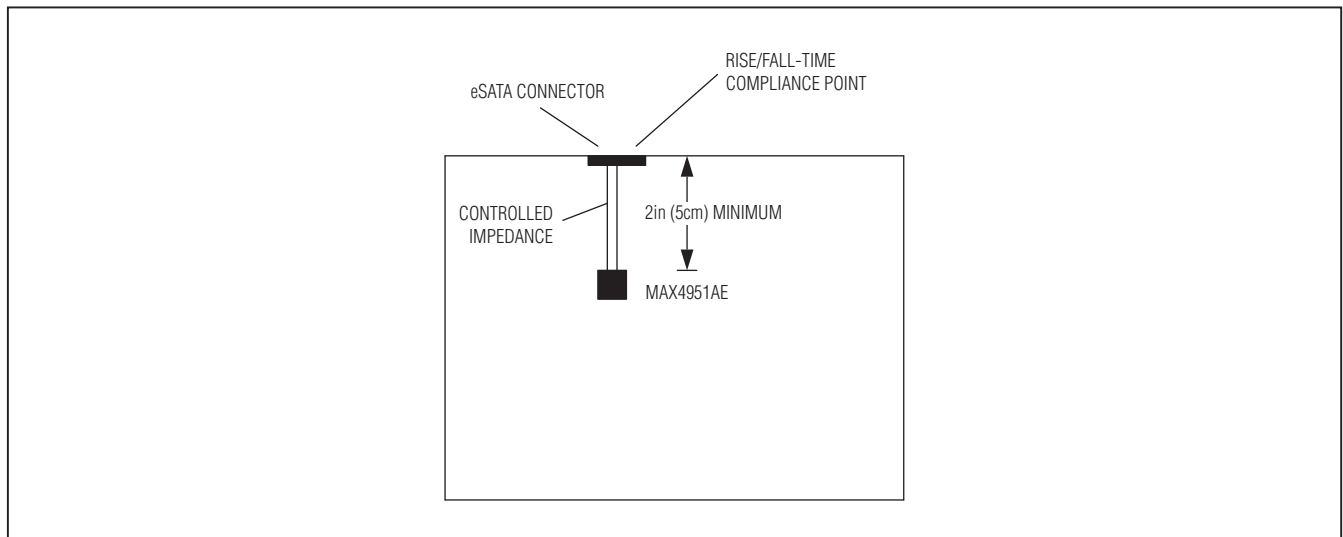 RISE/FALL-TIME
COMPLIANCE POINT
eSATA CONNECTOR
CONTROLLED
IMPEDANCE
2in (5cm) MINIMUM
MAX4951AE